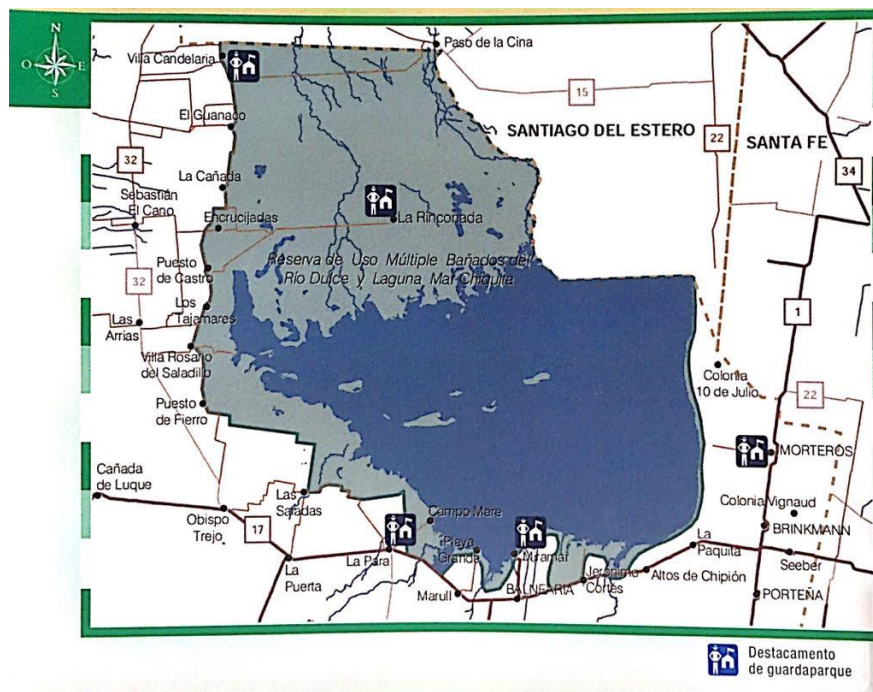 N
O
E
S
Villa Candelaria
Paso de la Cina
15
El Guanaco
SANTIAGO DEL ESTERO
22
SANTA FE
32
34
La Cañada
Sebastian
El Cano
Encrucijadas
La Rinconada
Puesto
de Castro
Reserva de Uso Múltiple Bañados del
Río Dulce y Laguna Mar Chiquita
32
Los
Tajamares
1
Las
Arrias
Villa Rosario
del Saladillo
Colonia
10 de Julio
Puesto
de Fierro
22
MORTEROS
Cañada
de Luque
Las
Saladas
Colonia Vignaud
Obispo
Trejo
17
Campo Mare
BRINKMANN
La Para
Playa
Grande
Miramar
La
Paquita
Seeber
La
Puerta
Jeronimo
Cortes
Altos de Chipión
Marull
BALNEARIA
PORTEÑA
Destacamento
de guardaparque